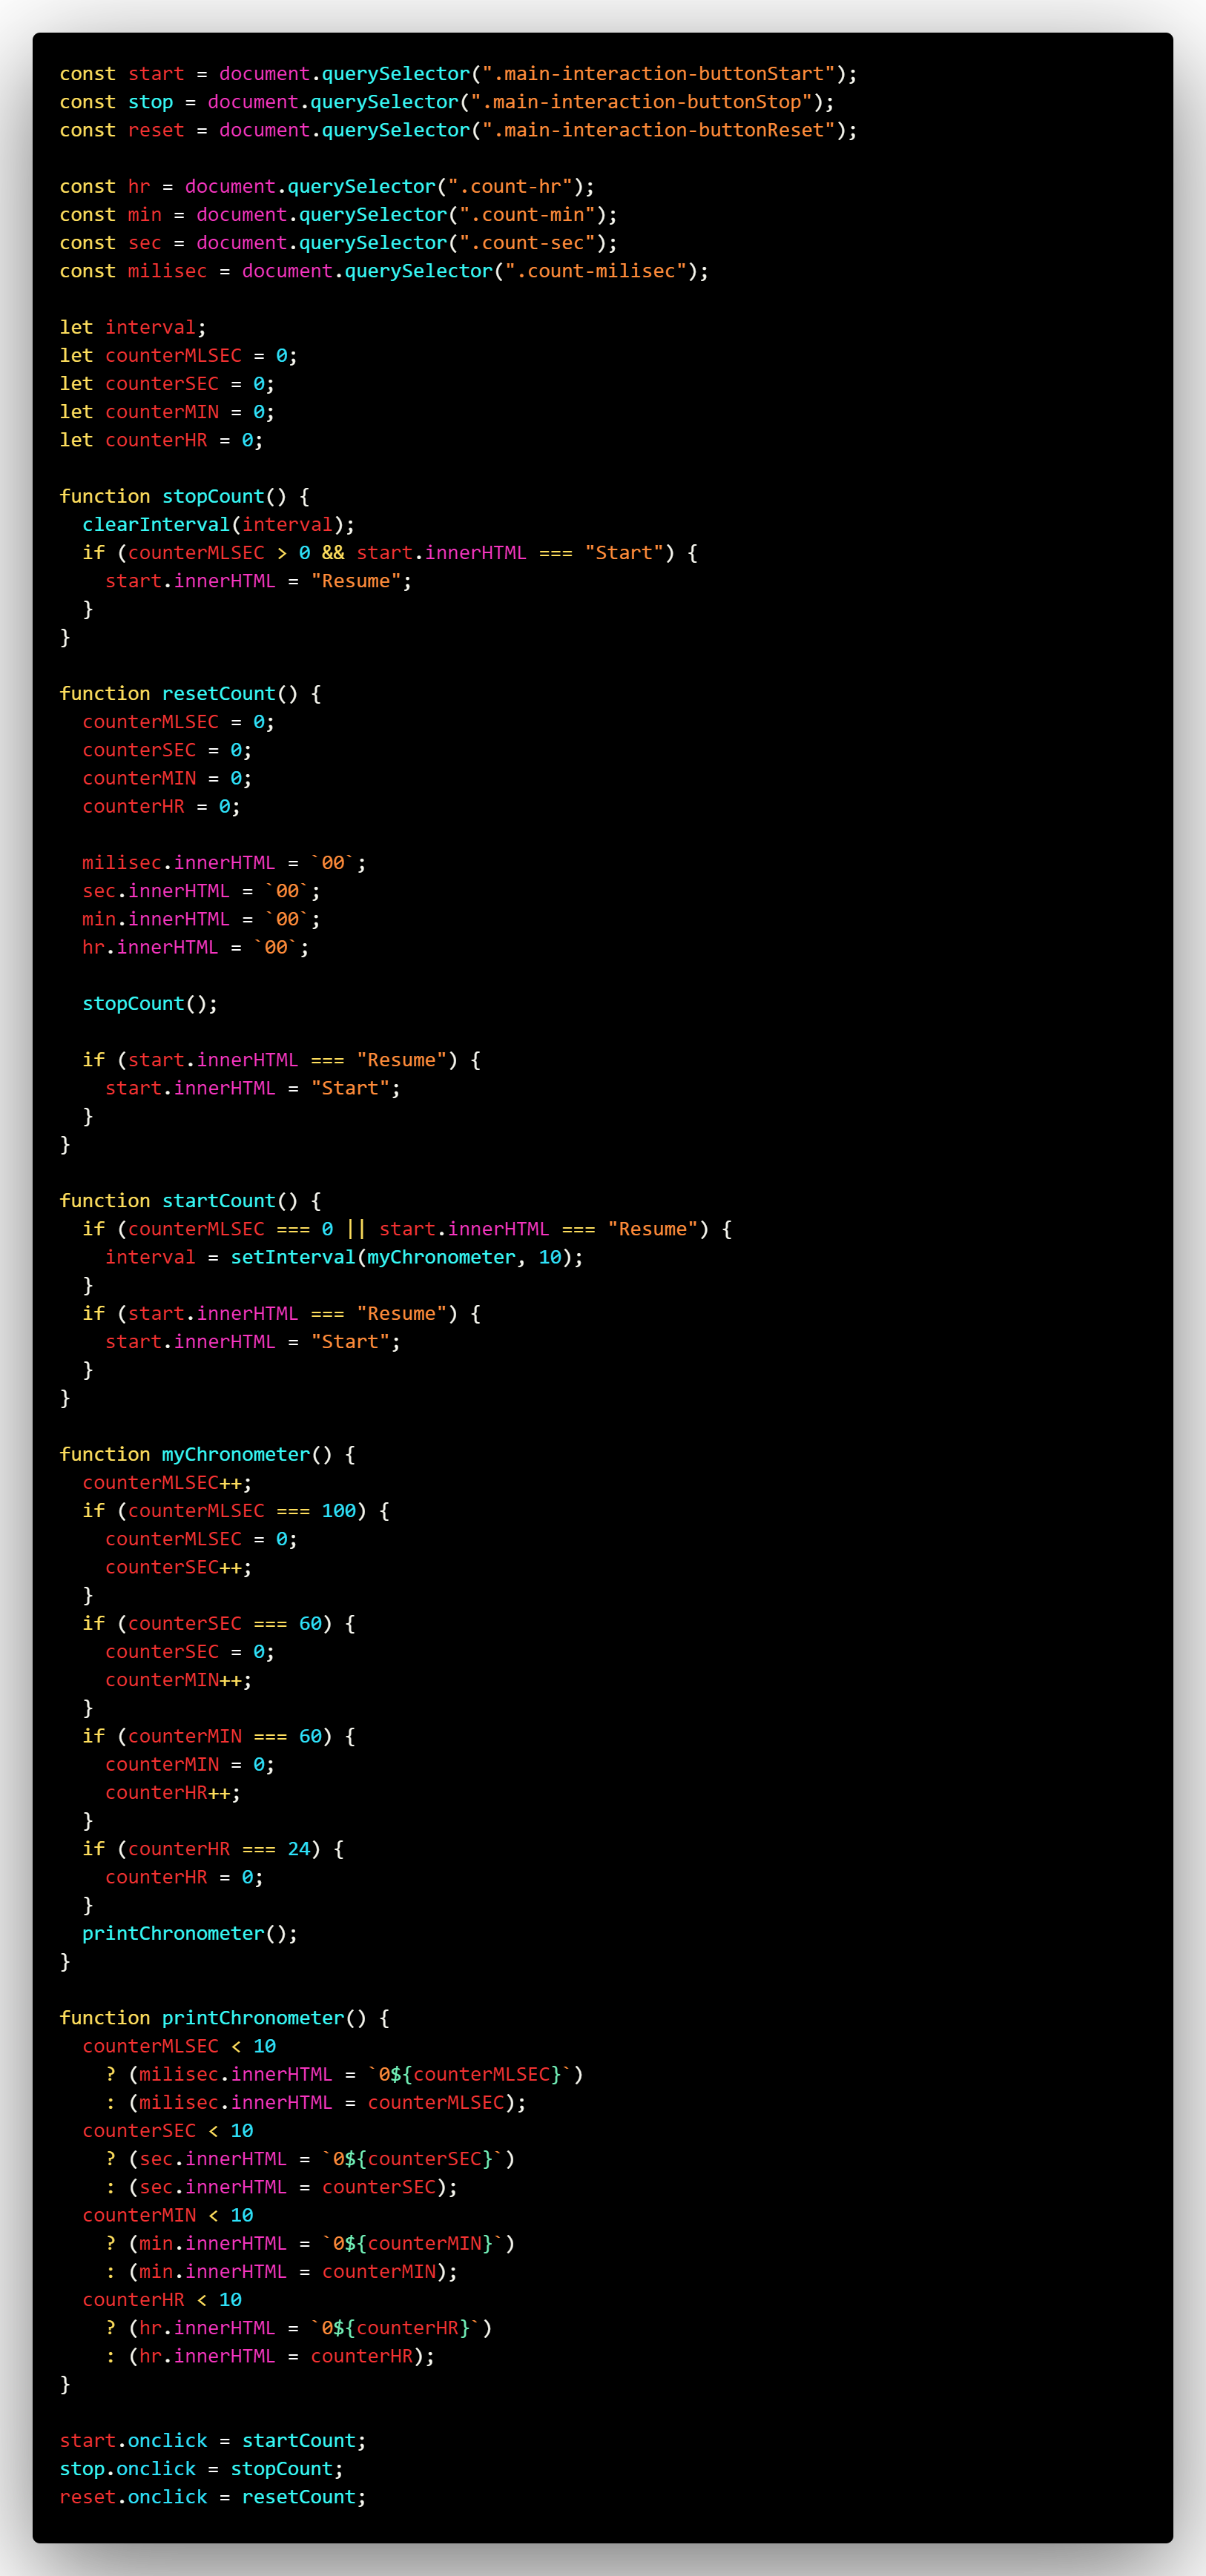 const start = document.querySelector(".main-interaction-buttonStart");
const stop = document.querySelector(".main-interaction-buttonStop");
const reset = document.querySelector(".main-interaction-buttonReset");

const hr = document.querySelector(".count-hr");
const min = document.querySelector(".count-min");
const sec = document.querySelector(".count-sec");
const milisec = document.querySelector(".count-milisec");

let interval;
let counterMLSEC = 0;
let counterSEC = 0;
let counterMIN = 0;
let counterHR = 0;

function stopCount() {
  clearInterval(interval);
  if (counterMLSEC > 0 && start.innerHTML === "Start") {
    start.innerHTML = "Resume";
  }
}

function resetCount() {
  counterMLSEC = 0;
  counterSEC = 0;
  counterMIN = 0;
  counterHR = 0;

  milisec.innerHTML = `00`;
  sec.innerHTML = `00`;
  min.innerHTML = `00`;
  hr.innerHTML = `00`;

  stopCount();

  if (start.innerHTML === "Resume") {
    start.innerHTML = "Start";
  }
}

function startCount() {
  if (counterMLSEC === 0 || start.innerHTML === "Resume") {
    interval = setInterval(myChronometer, 10);
  }
  if (start.innerHTML === "Resume") {
    start.innerHTML = "Start";
  }
}

function myChronometer() {
  counterMLSEC++;
  if (counterMLSEC === 100) {
    counterMLSEC = 0;
    counterSEC++;
  }
  if (counterSEC === 60) {
    counterSEC = 0;
    counterMIN++;
  }
  if (counterMIN === 60) {
    counterMIN = 0;
    counterHR++;
  }
  if (counterHR === 24) {
    counterHR = 0;
  }
  printChronometer();
}

function printChronometer() {
  counterMLSEC < 10
    ? (milisec.innerHTML = `0${counterMLSEC}`)
    : (milisec.innerHTML = counterMLSEC);
  counterSEC < 10
    ? (sec.innerHTML = `0${counterSEC}`)
    : (sec.innerHTML = counterSEC);
  counterMIN < 10
    ? (min.innerHTML = `0${counterMIN}`)
    : (min.innerHTML = counterMIN);
  counterHR < 10
    ? (hr.innerHTML = `0${counterHR}`)
    : (hr.innerHTML = counterHR);
}

start.onclick = startCount;
stop.onclick = stopCount;
reset.onclick = resetCount;